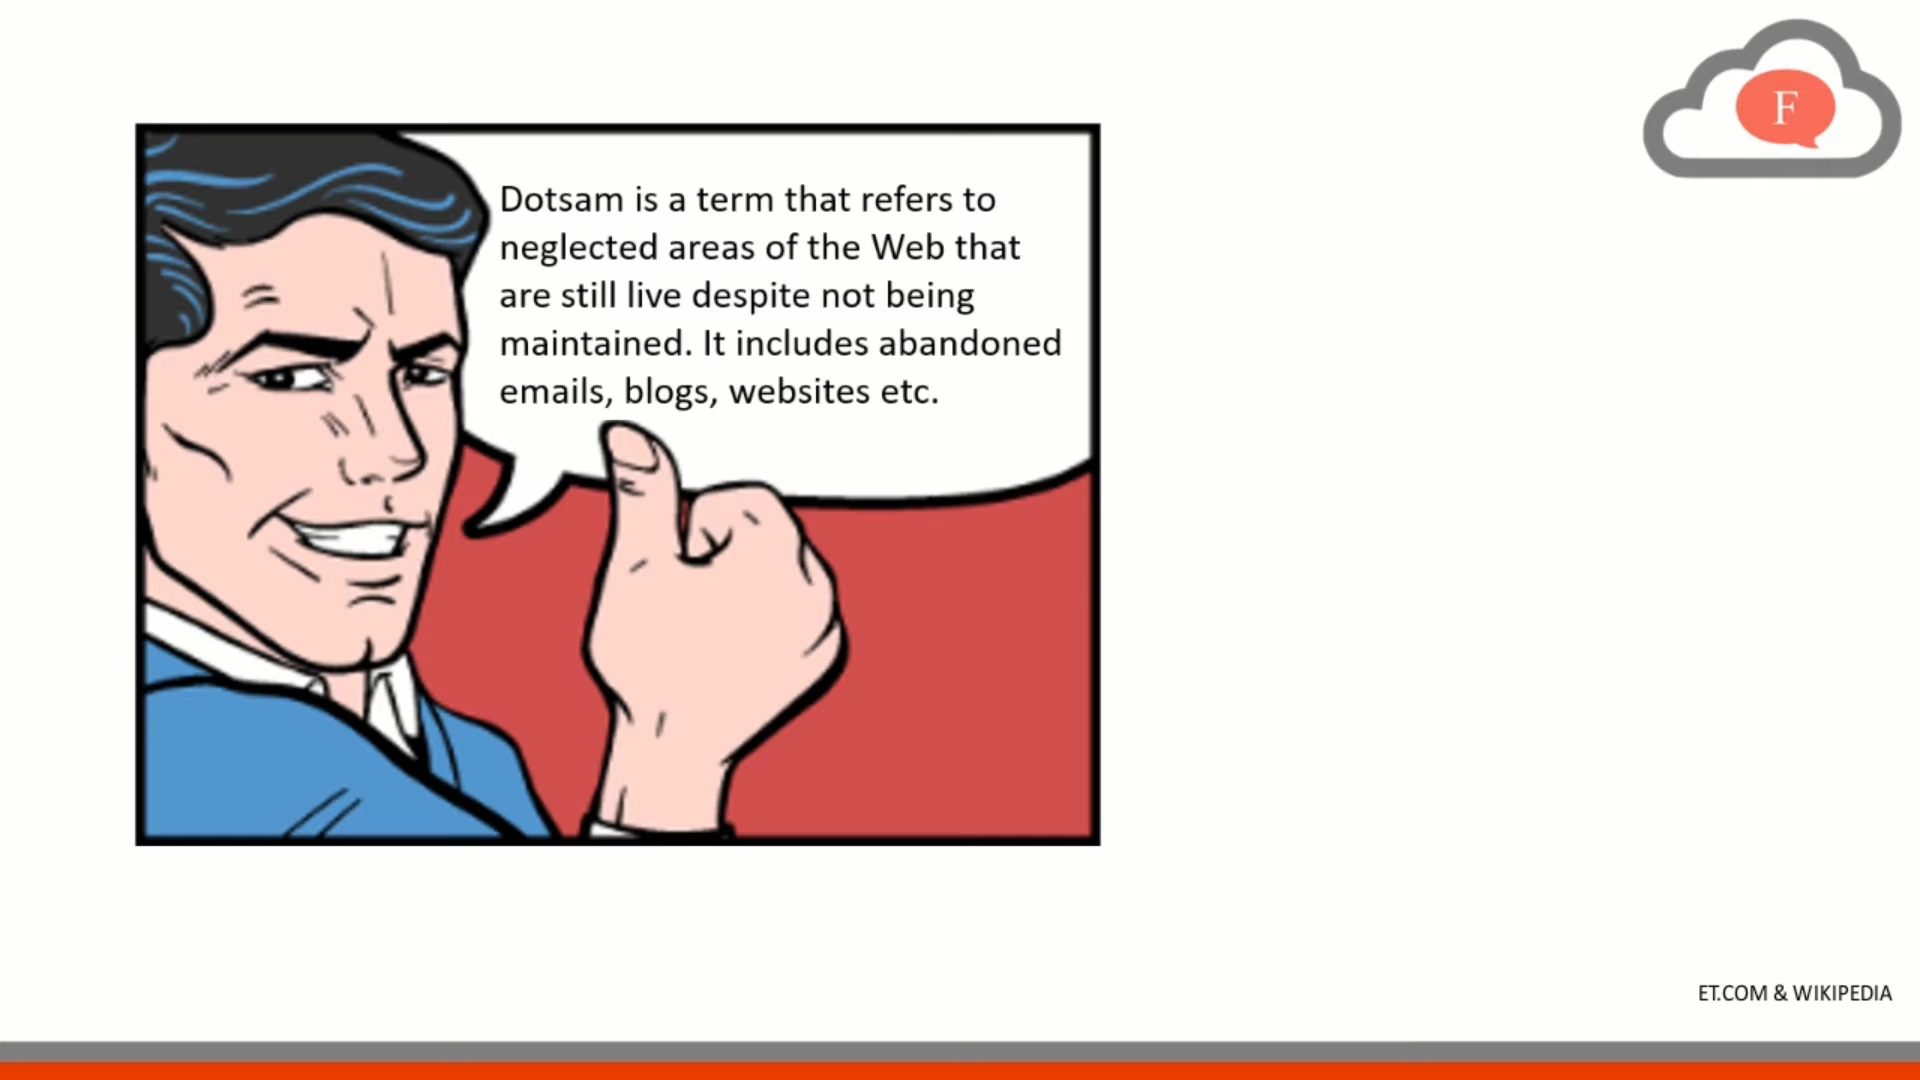 F
Dotsam is a term that refers to
neglected areas of the Web that
are still live despite not being
maintained. It includes abandoned
emails, blogs, websites etc.
ET.COM & WIKIPEDIA